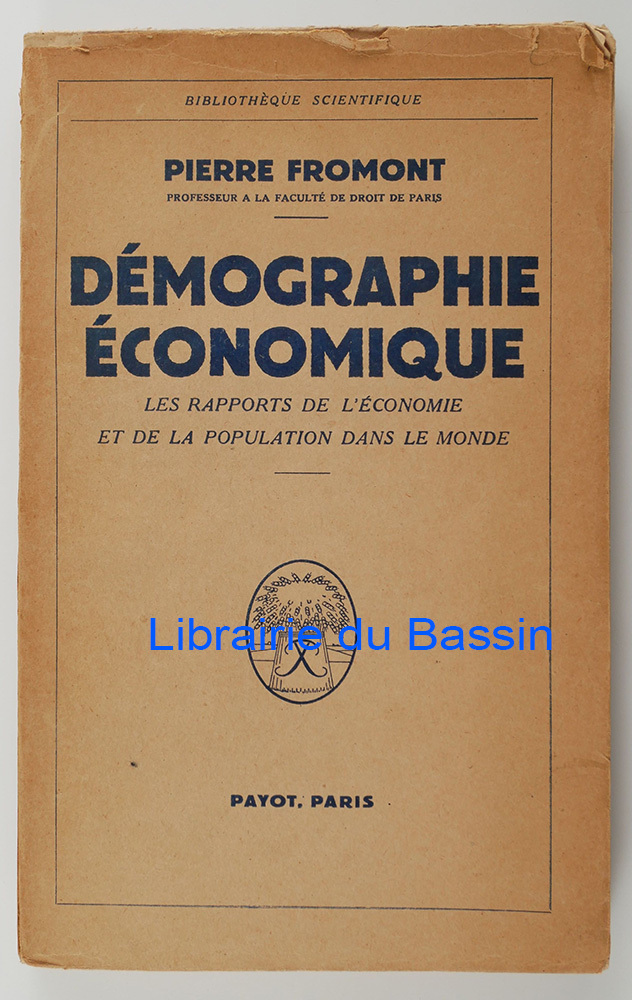 BIBLIOTHÈQUE SCIENTIFIQUE
PIERRE FROMONT
PROFESSEUR A LA FACULTÉ DE DROIT DE PARIS
DÉMOGRAPHIE
ÉCONOMIQUE
LES RAPPORTS DE L'ÉCONOMIE
ET DE LA POPULATION DANS LE MONDE
Librairie du Bassin
PAYOT, PARIS